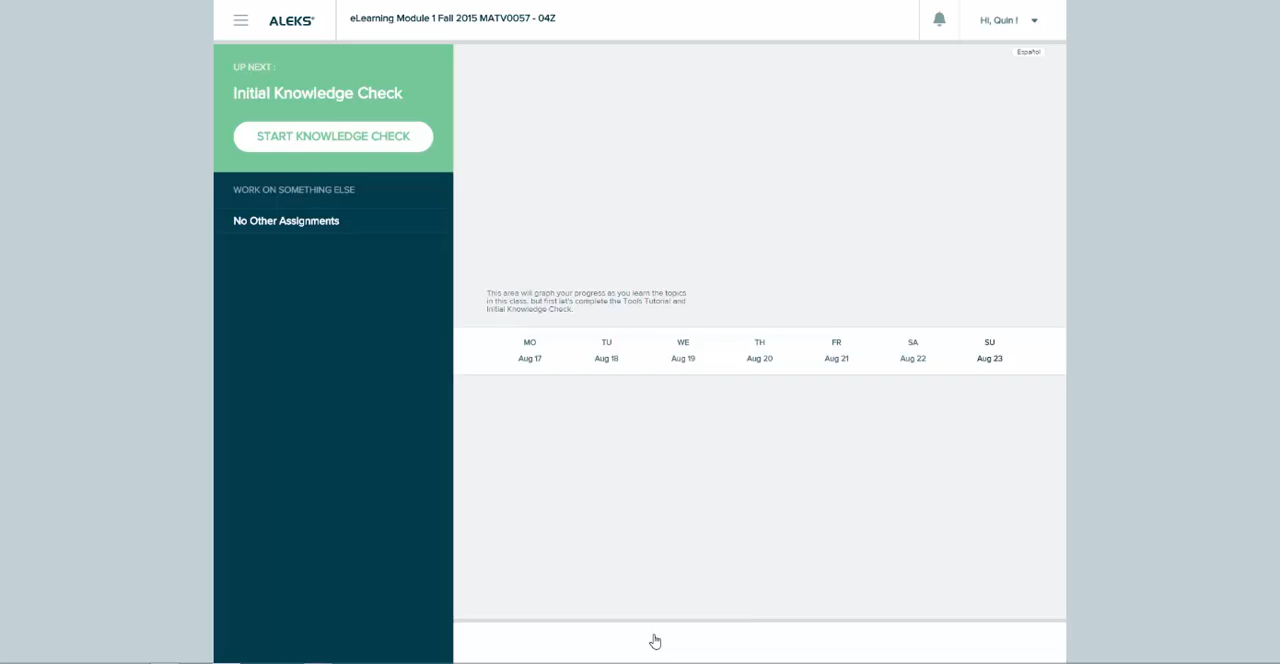 ALEKS®
eLearning Module 1 Fall 2015 MATV0057 - 04Z
Hi, Quin !
Español
UP NEXT :
Initial Knowledge Check
START KNOWLEDGE CHECK
WORK ON SOMETHING ELSE
No Other Assignments
This area will graph your progress as you learn the topics
in this class, but first let's complete the Tools Tutorial and
Initial Knowledge Check.
MO TU WE TH FR SA SU
Aug 17 Aug 18 Aug 19 Aug 20 Aug 21 Aug 22 Aug 23